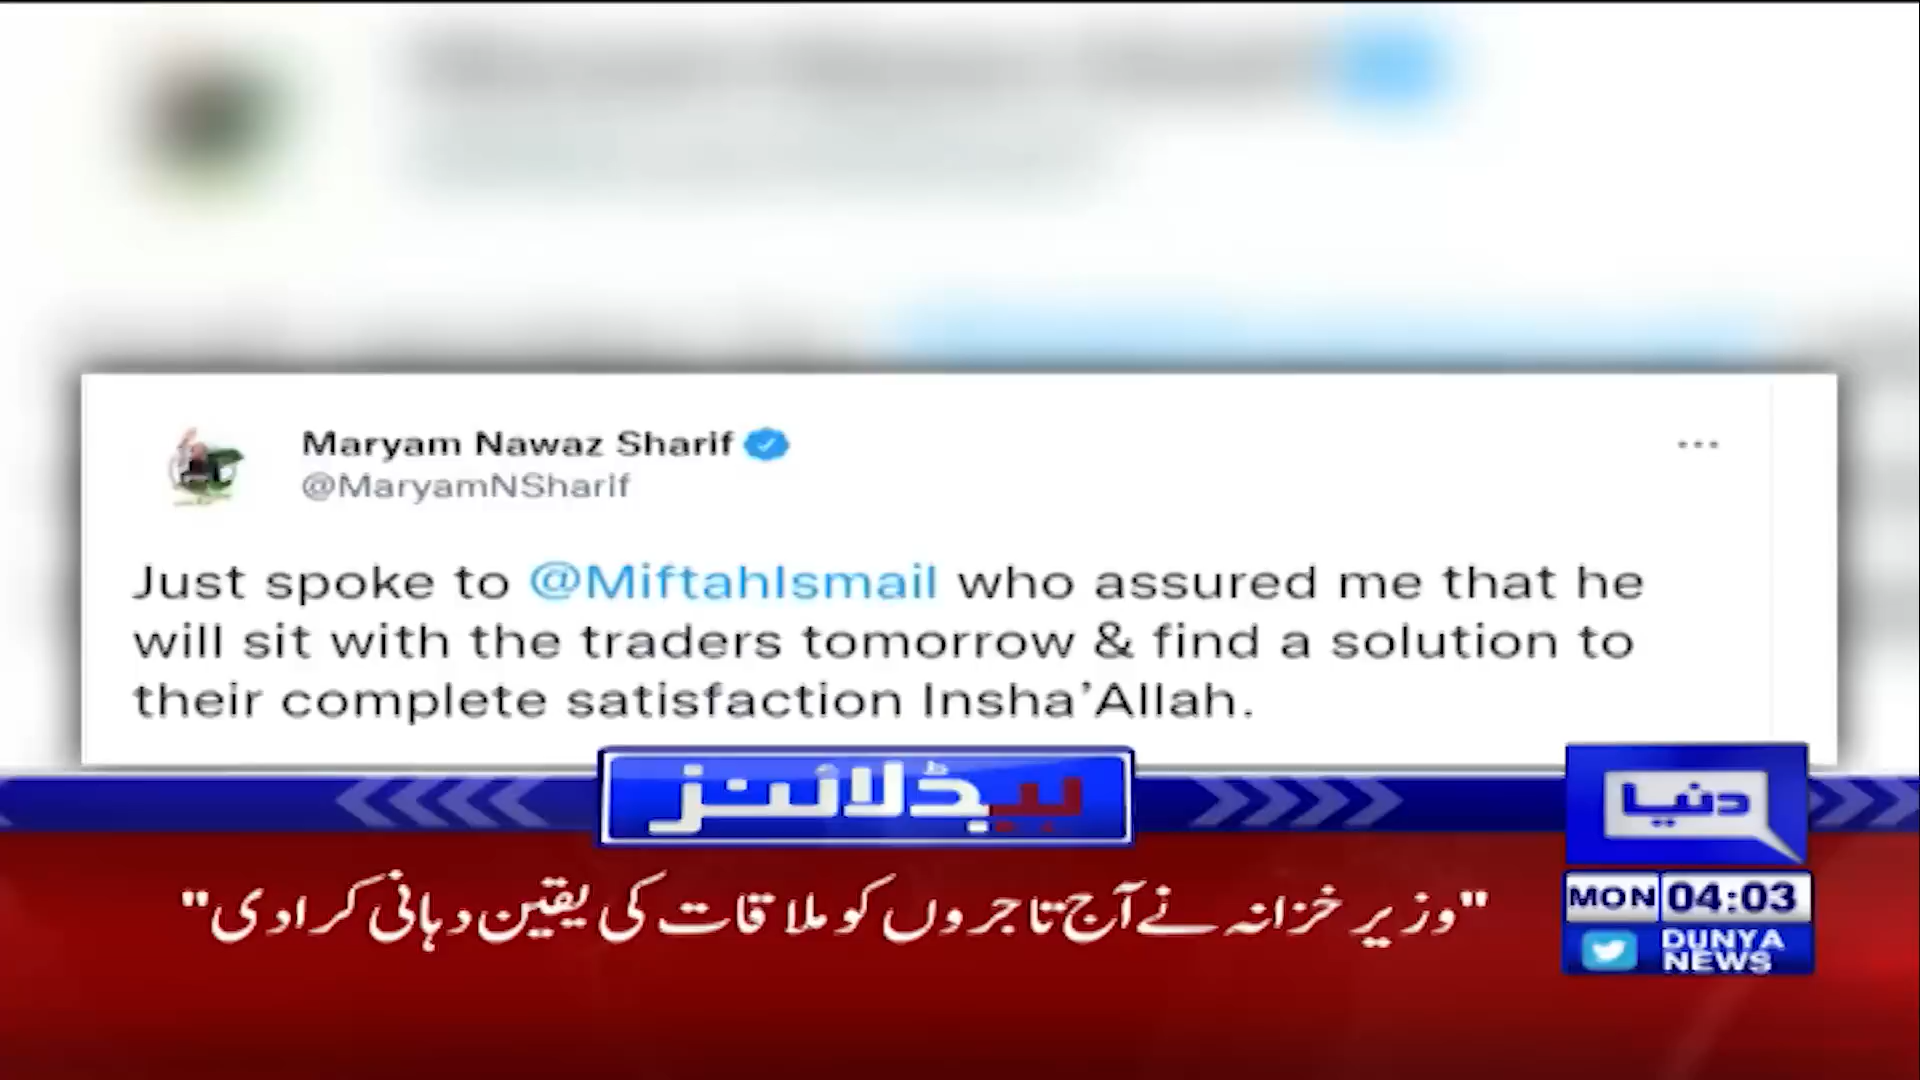 Maryam Nawaz Sharif
@MaryamNSharif
Just spoke to @MiftahIsmail who assured me that he
will sit with the traders tomorrow & find a solution to
their complete satisfaction Insha’Allah.
ہیڈلائنز
دنیا
"وزیر خزانہ نے آج تاجروں کو ملاقات کی یقین دہانی کرا دی"
MON 04:03
DUNYA
NEWS